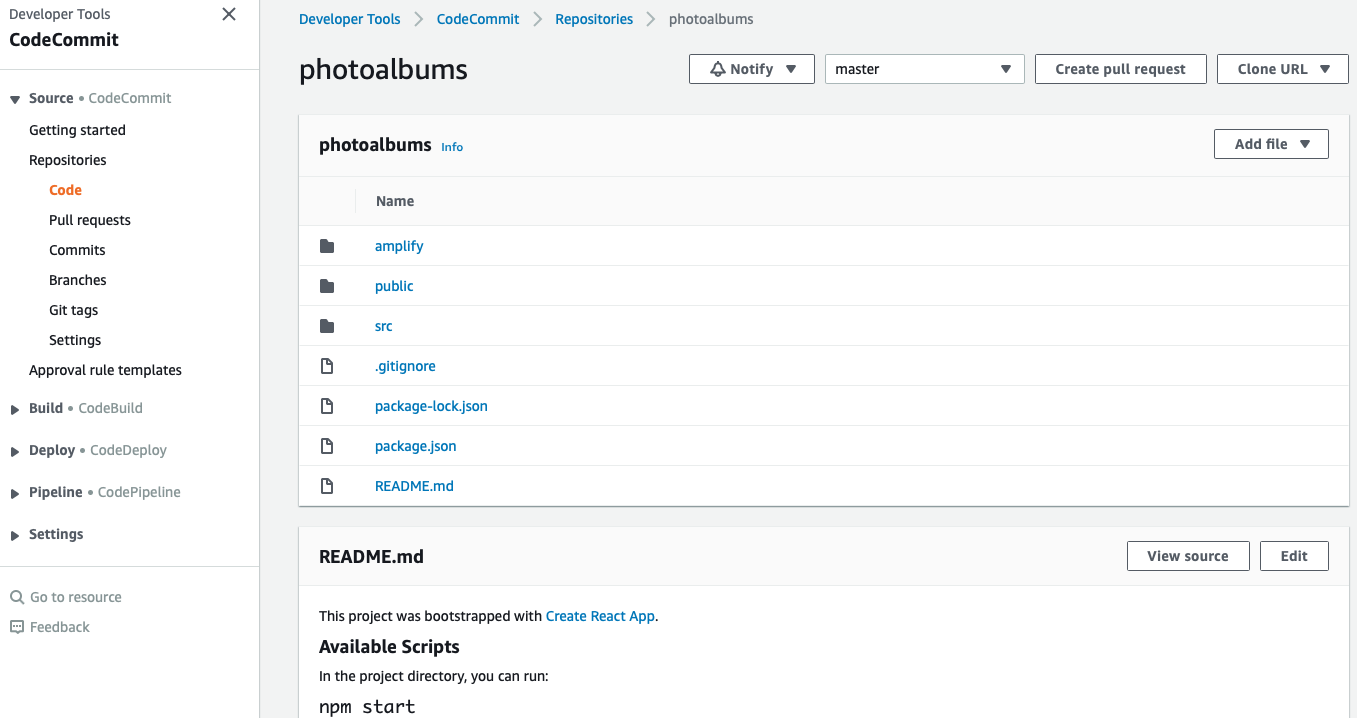 Developer Tools
CodeCommit
Source • CodeCommit
Getting started
Repositories
Code
Pull requests
Commits
Branches
Git tags
Settings
Approval rule templates
Build • CodeBuild
Deploy • CodeDeploy
Pipeline • CodePipeline
Settings
Go to resource
Feedback
Developer Tools CodeCommit Repositories photoalbums
photoalbums Notify master Create pull request Clone URL
photoalbums Info Add file
Name
amplify
public
src
.gitignore
package-lock.json
package.json
README.md
README.md View source Edit
This project was bootstrapped with Create React App.
Available Scripts
In the project directory, you can run:
npm start